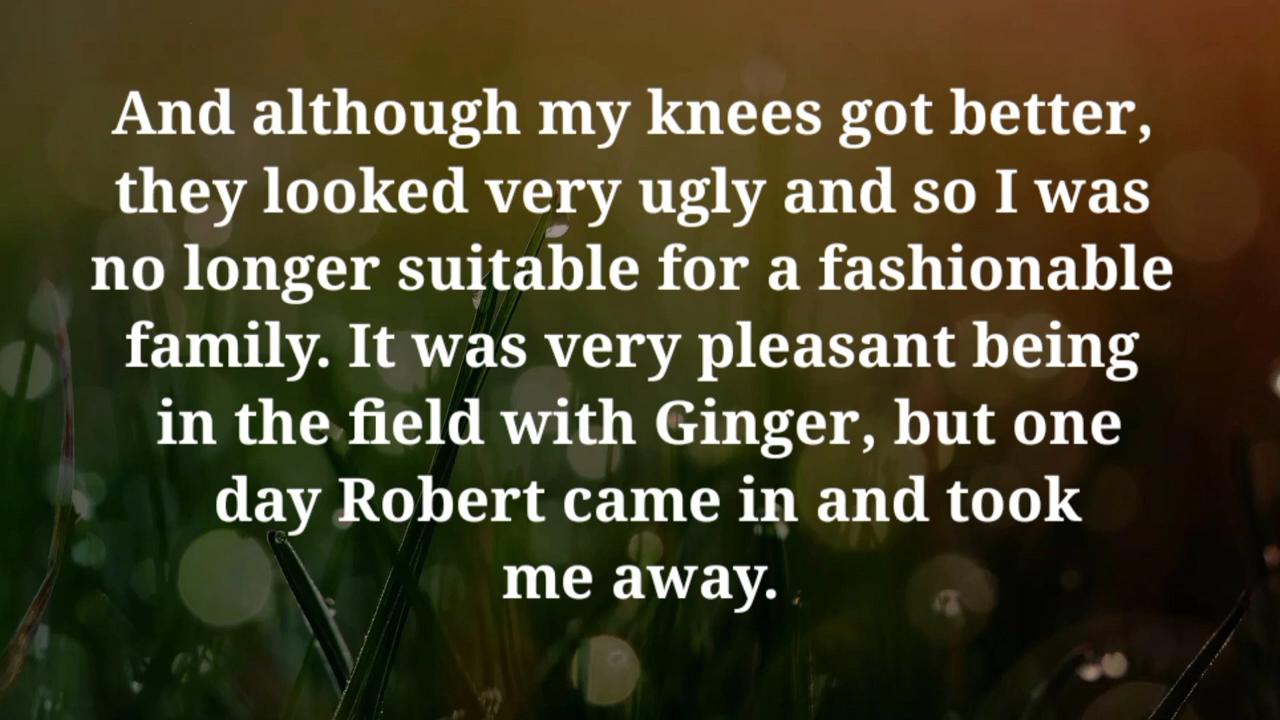 And although my knees got better,
they looked very ugly and so I was
no longer suitable for a fashionable
family. It was very pleasant being
in the field with Ginger, but one
day Robert came in and took
me away.